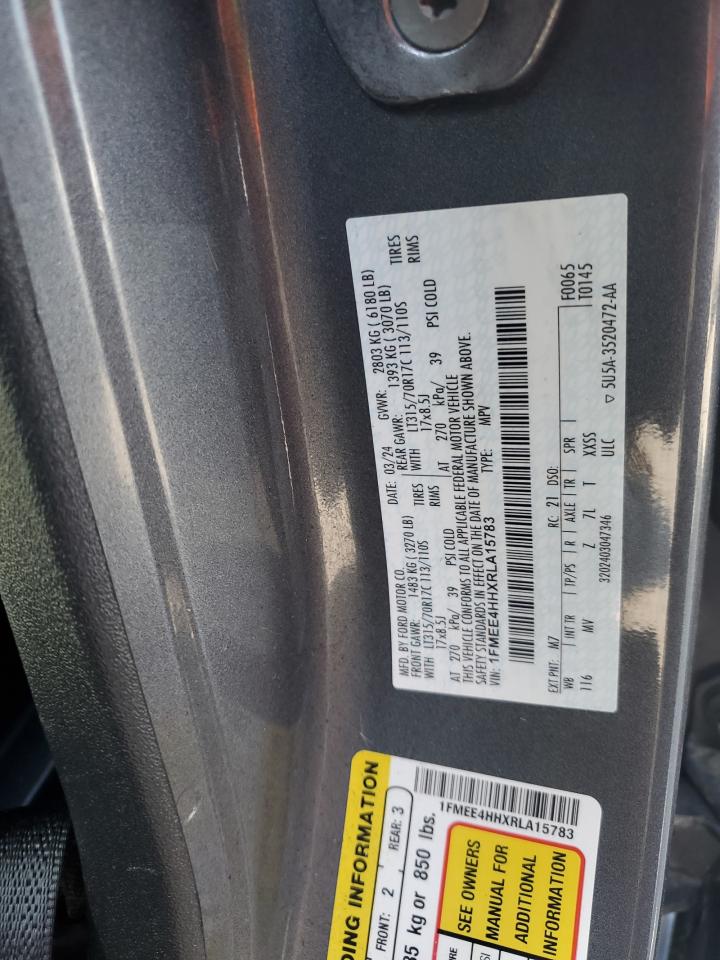 MFD. BY FORD MOTOR CO.
DATE: 03/24 GVWR: 2803 KG ( 6180 LB)
FRONT GAWR: 1483 KG ( 3270 LB) REAR GAWR: 1393 KG ( 3070 LB)
WITH LT315/70R17C 113/110S TIRES WITH LT315/70R17C 113/110S TIRES
17x8.5J RIMS 17x8.5J RIMS
AT 270 kPa/ 39 PSI COLD AT 270 kPa/ 39 PSI COLD
THIS VEHICLE CONFORMS TO ALL APPLICABLE FEDERAL MOTOR VEHICLE
SAFETY STANDARDS IN EFFECT ON THE DATE OF MANUFACTURE SHOWN ABOVE.
VIN: 1FMEE4HHXRLA15783 TYPE: MPV
EXT PNT: M7 RC: 21 DSO: F0065
WB | INT TR | TP/PS | R | AXLE | TR | SPR | T0145
116 MV Z 7L T XXSS
3202403047346 ULC ▽ 5U5A-3520472-AA
DING INFORMATION
FRONT: 2 REAR: 3
85 kg or 850 lbs.
1FMEE4HHXRLA15783
SEE OWNERS
MANUAL FOR
ADDITIONAL
INFORMATION